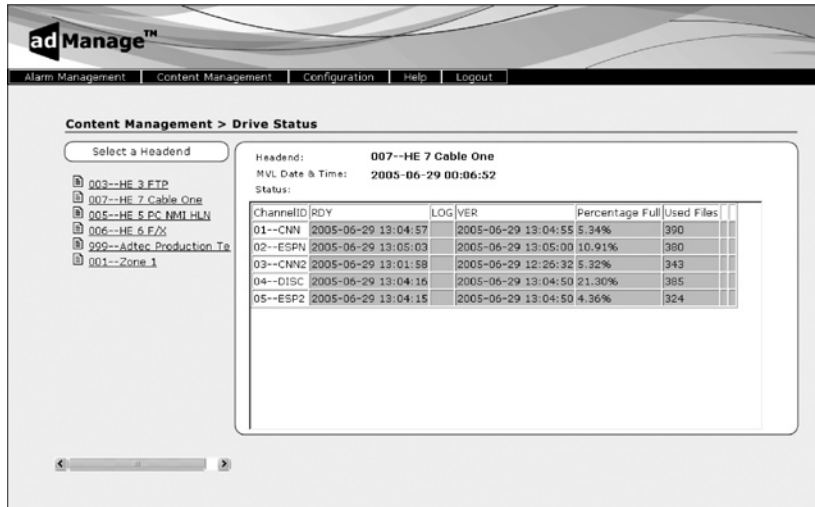 ad Manage™
Alarm Management Content Management Configuration Help Logout
Content Management > Drive Status
Select a Headend
003--HE 3 FTP
007--HE 7 Cable One
005--HE 5 PC NMI HLN
006--HE 6 F/X
999--Adtec Production Te
001--Zone 1
Headend: 007--HE 7 Cable One
MVL Date & Time: 2005-06-29 00:06:52
Status:
ChannelID RDY LOG VER Percentage Full Used Files
01--CNN 2005-06-29 13:04:57 2005-06-29 13:04:55 5.34% 390
02--ESPN 2005-06-29 13:05:03 2005-06-29 13:05:00 10.91% 380
03--CNN2 2005-06-29 13:01:58 2005-06-29 12:26:32 5.32% 343
04--DISC 2005-06-29 13:04:16 2005-06-29 13:04:50 21.30% 385
05--ESP2 2005-06-29 13:04:15 2005-06-29 13:04:50 4.36% 324